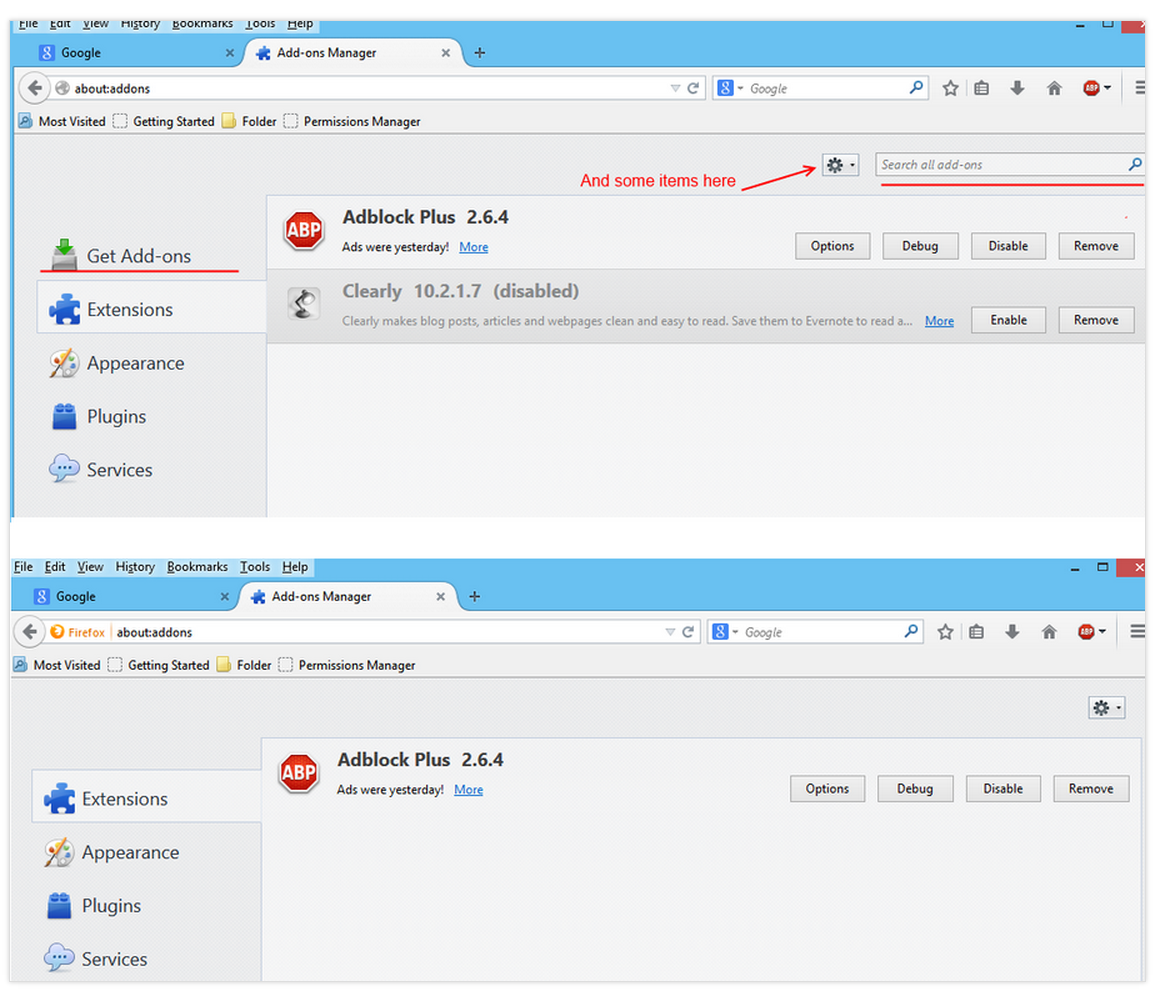 File Edit View History Bookmarks Tools Help
Google Add-ons Manager
about:addons Google ABP
Most Visited Getting Started Folder Permissions Manager
Search all add-ons
And some items here
ABP Adblock Plus 2.6.4
Ads were yesterday! More Options Debug Disable Remove
Get Add-ons
Clearly 10.2.1.7 (disabled)
Extensions
Clearly makes blog posts, articles and webpages clean and easy to read. Save them to Evernote to read a... More Enable Remove
Appearance
Plugins
Services
File Edit View History Bookmarks Tools Help
Google Add-ons Manager
Firefox about:addons Google ABP
Most Visited Getting Started Folder Permissions Manager
ABP Adblock Plus 2.6.4
Ads were yesterday! More Options Debug Disable Remove
Extensions
Appearance
Plugins
Services